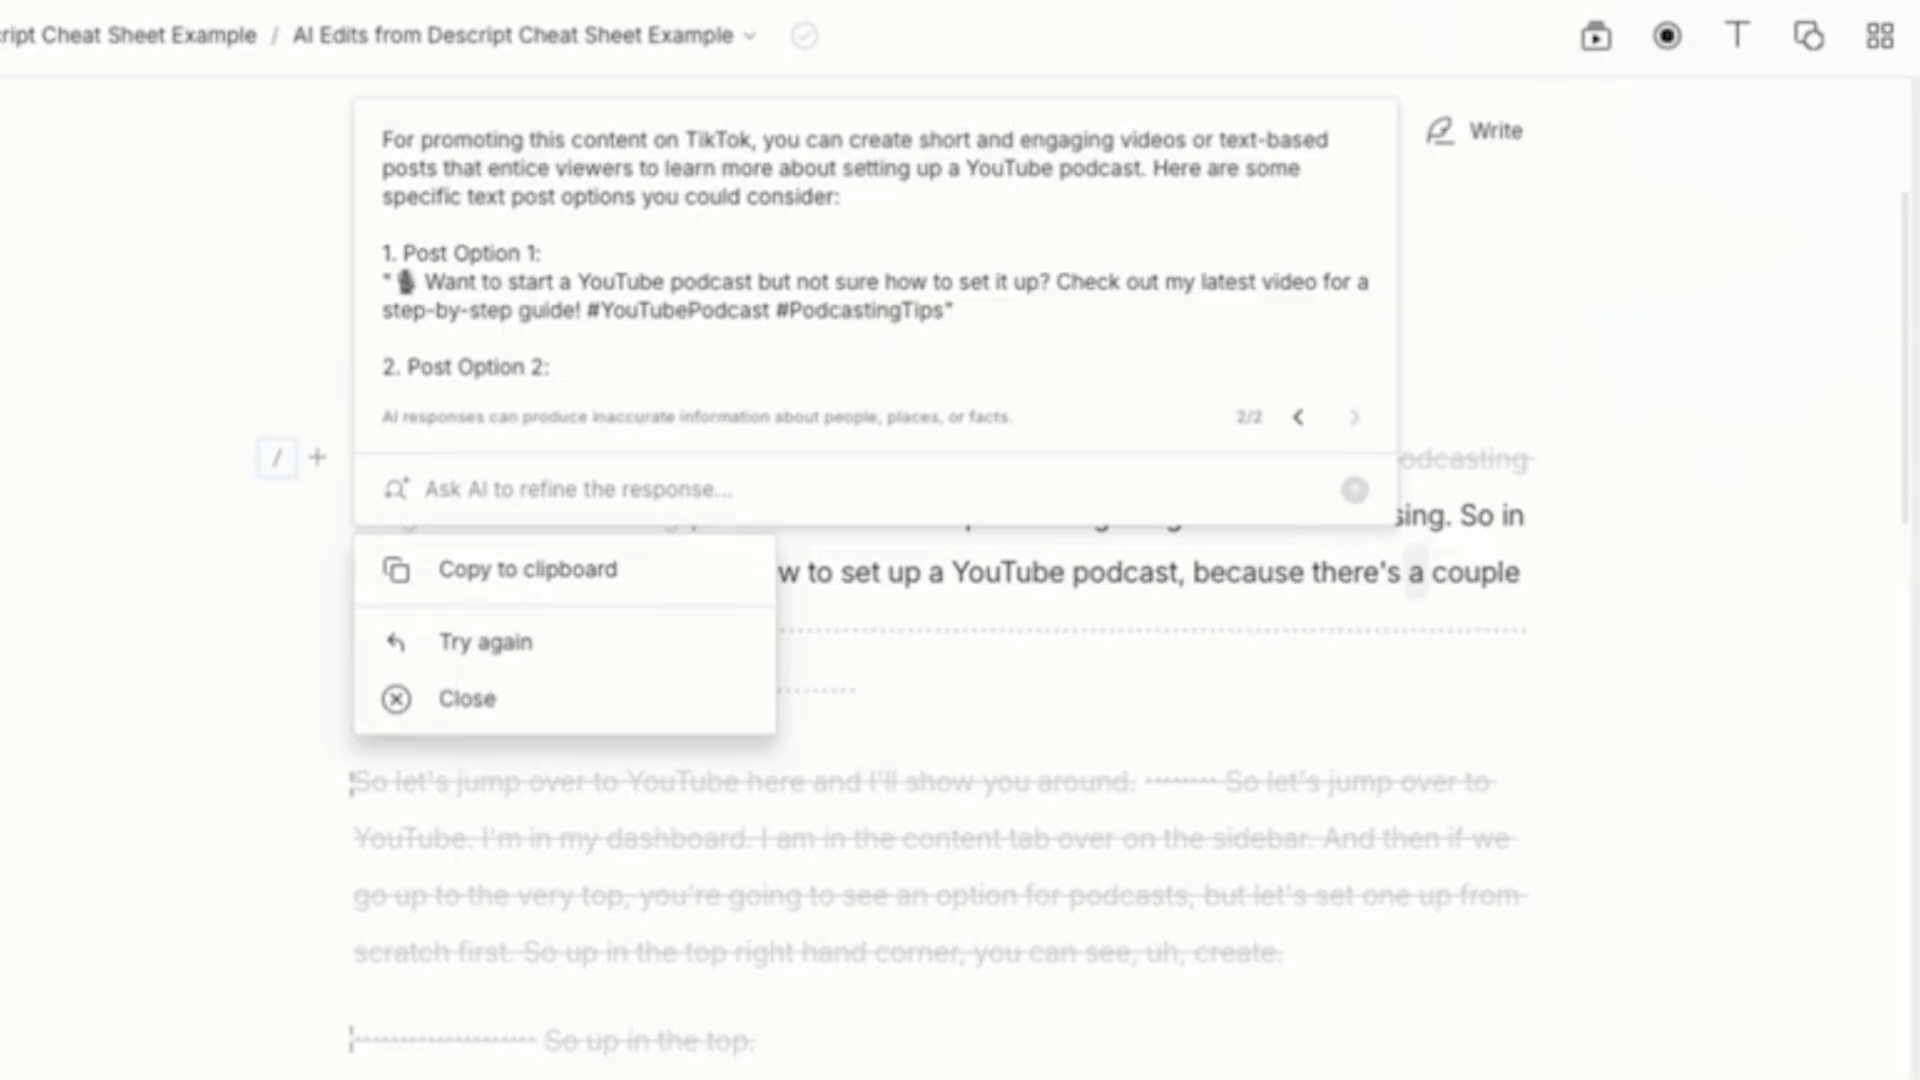 ript Cheat Sheet Example / AI Edits from Descript Cheat Sheet Example
Write
For promoting this content on TikTok, you can create short and engaging videos or text-based
posts that entice viewers to learn more about setting up a YouTube podcast. Here are some
specific text post options you could consider:
1. Post Option 1:
"🎙 Want to start a YouTube podcast but not sure how to set it up? Check out my latest video for a
step-by-step guide! #YouTubePodcast #PodcastingTips"
2. Post Option 2:
AI responses can produce inaccurate information about people, places, or facts.
2/2
/ +
odcasting
Ask AI to refine the response...
sing. So in
Copy to clipboard
w to set up a YouTube podcast, because there's a couple
Try again
Close
So let's jump over to YouTube here and I'll show you around. So let's jump over to
YouTube. I'm in my dashboard. I am in the content tab over on the sidebar. And then if we
go up to the very top, you're going to see an option for podcasts, but let's set one up from
scratch first. So up in the top right hand corner, you can see, uh, create.
So up in the top.